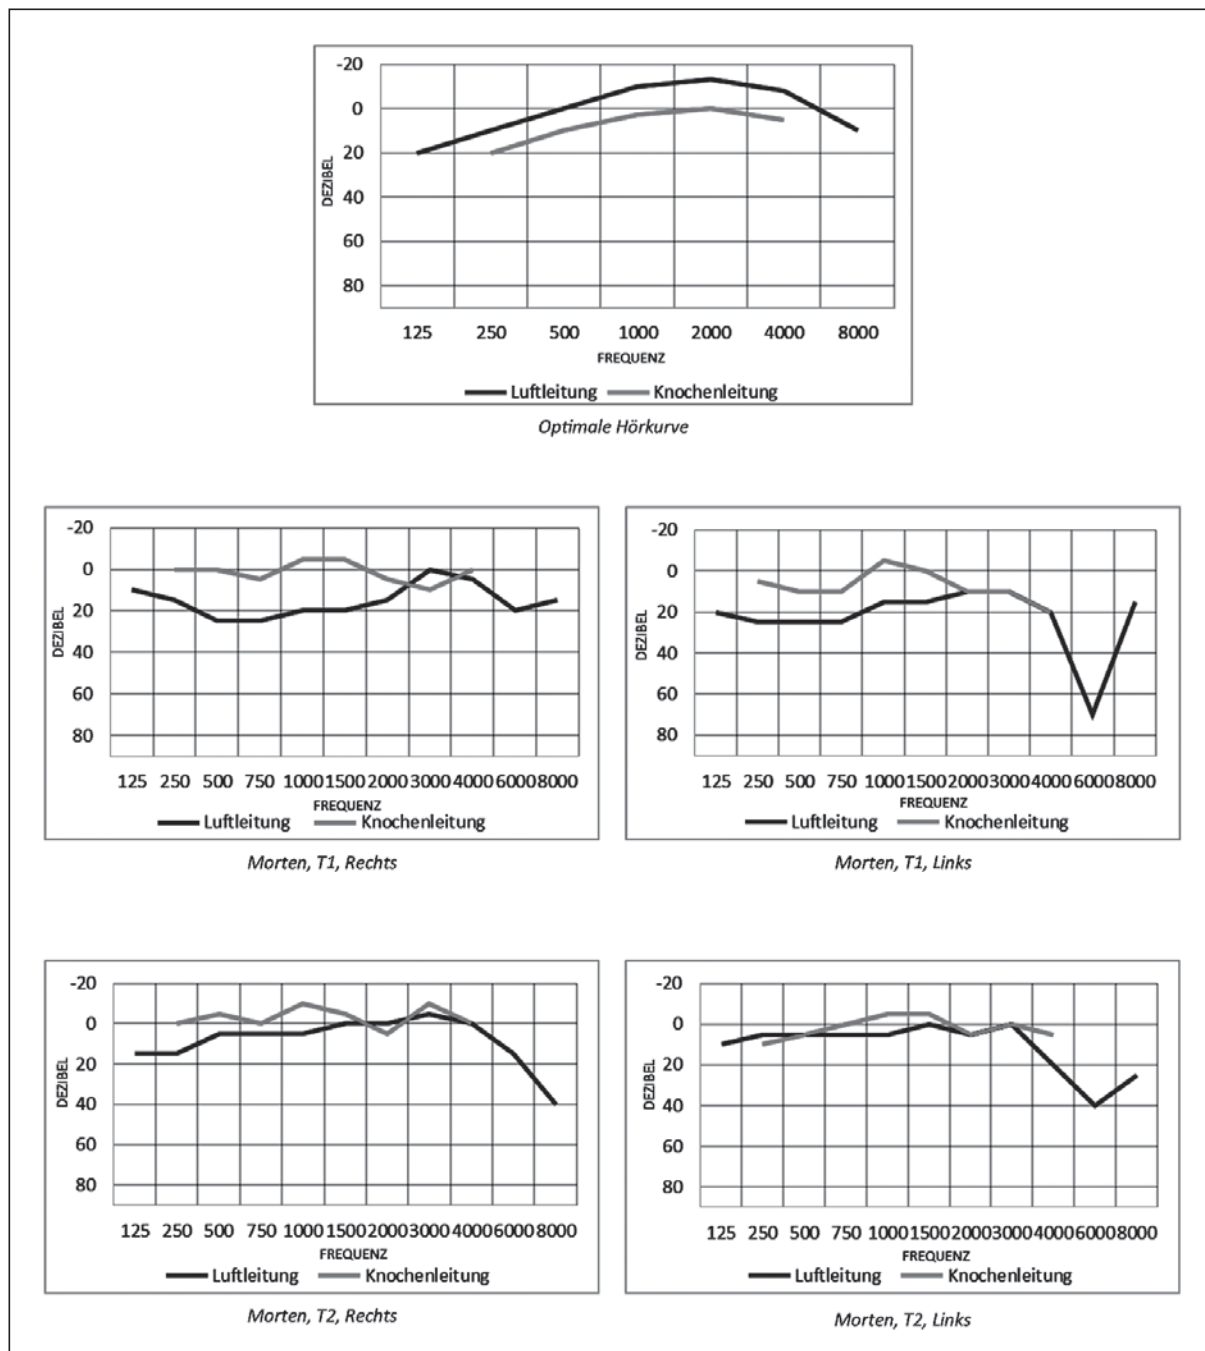 -20
0
20
40
60
80
DEZIBEL
125 250 500 1000 2000 4000 8000
FREQUENZ
Luftleitung Knochenleitung
Optimale Hörkurve
-20
0
20
40
60
80
DEZIBEL
125 250 500 750 1000 1500 2000 3000 4000 6000 8000
FREQUENZ
Luftleitung Knochenleitung
Morten, T1, Rechts
-20
0
20
40
60
80
DEZIBEL
125 250 500 750 1000 1500 2000 3000 4000 6000 8000
FREQUENZ
Luftleitung Knochenleitung
Morten, T1, Links
-20
0
20
40
60
80
DEZIBEL
125 250 500 750 1000 1500 2000 3000 4000 6000 8000
FREQUENZ
Luftleitung Knochenleitung
Morten, T2, Rechts
-20
0
20
40
60
80
DEZIBEL
125 250 500 750 1000 1500 2000 3000 4000 6000 8000
FREQUENZ
Luftleitung Knochenleitung
Morten, T2, Links